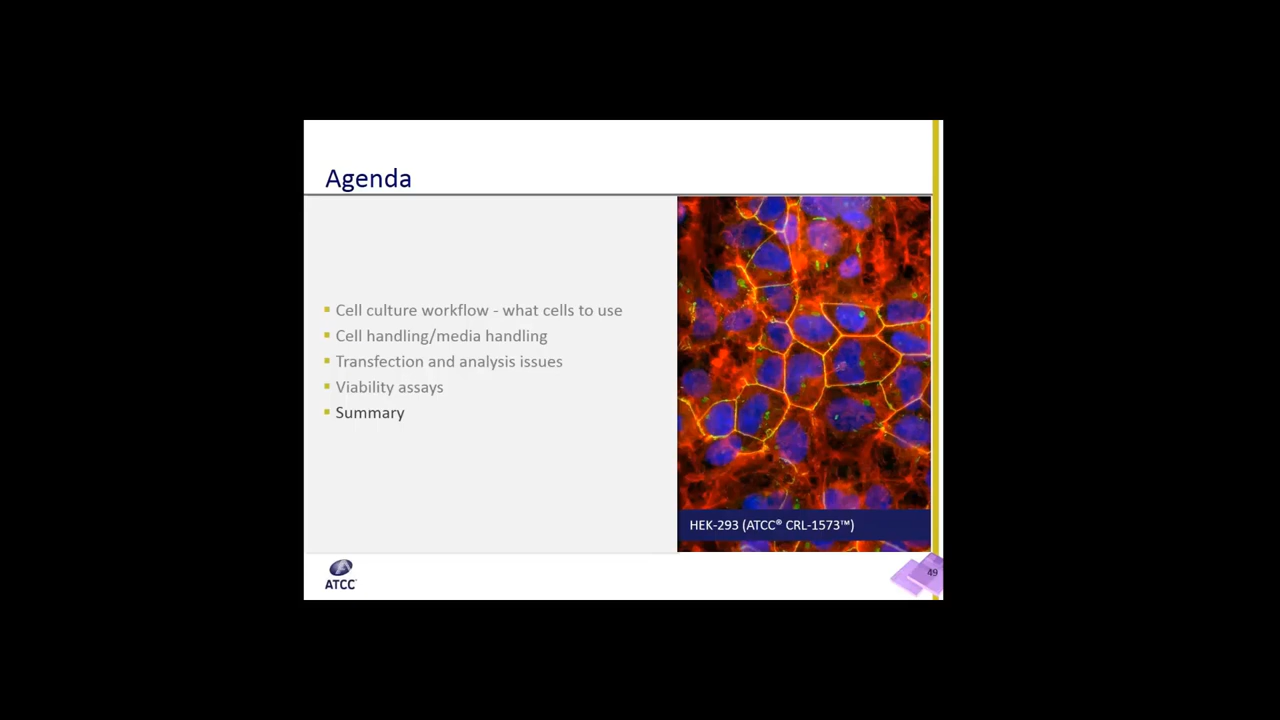 Agenda
Cell culture workflow - what cells to use
Cell handling/media handling
Transfection and analysis issues
Viability assays
Summary
HEK-293 (ATCC® CRL-1573™)
ATCC
49